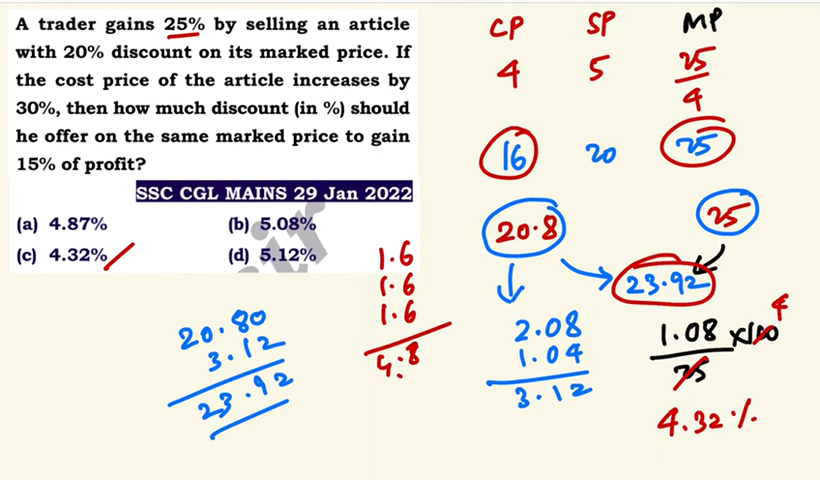 A trader gains 25% by selling an article
with 20% discount on its marked price. If
the cost price of the article increases by
30%, then how much discount (in %) should
he offer on the same marked price to gain
15% of profit?
SSC CGL MAINS 29 Jan 2022
(a) 4.87% (b) 5.08%
(c) 4.32% (d) 5.12%
CP SP MP
4 5 25/4
16 20 25
20.8 25
23.92
1.6
1.6
1.6
4.8
20.80
3.12
23.92
2.08
1.04
3.12
1.08 ×100 4
25
4.32%